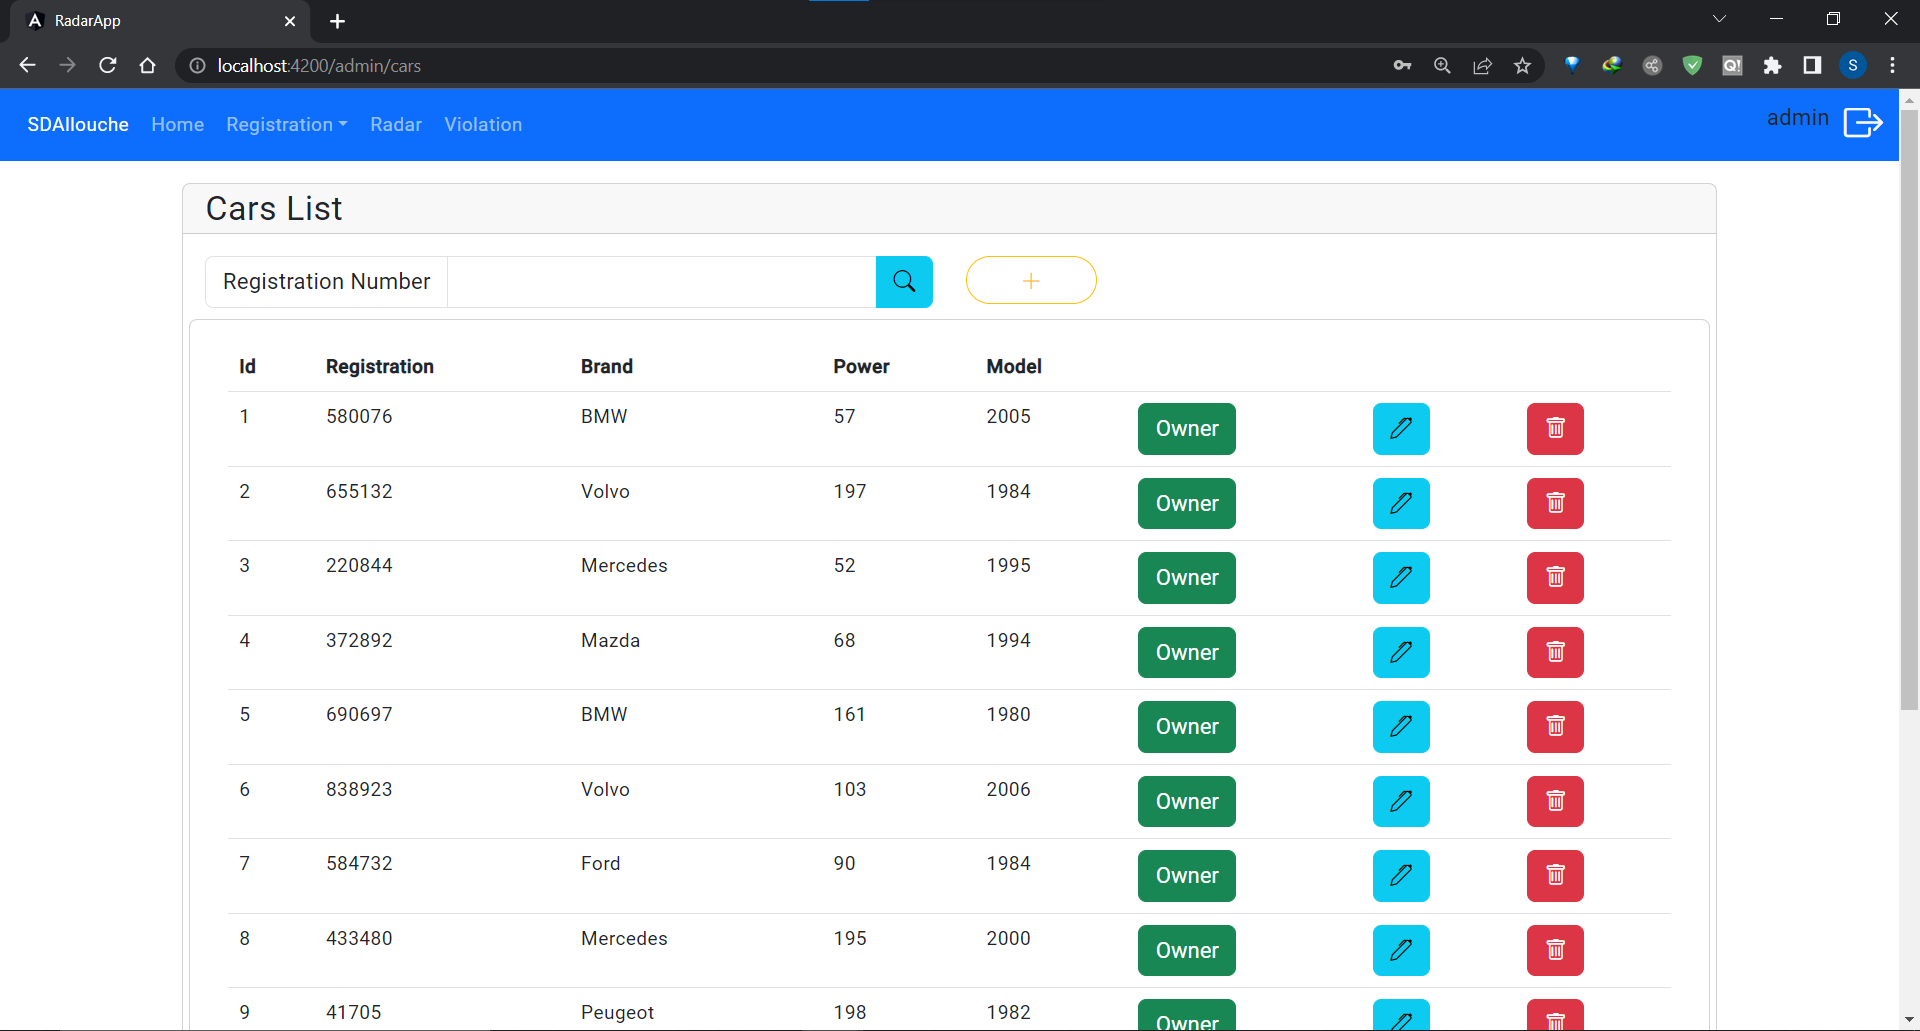 RadarApp
localhost:4200/admin/cars
S
SDAllouche Home Registration Radar Violation admin
Cars List
Registration Number
Id Registration Brand Power Model
1 580076 BMW 57 2005 Owner
2 655132 Volvo 197 1984 Owner
3 220844 Mercedes 52 1995 Owner
4 372892 Mazda 68 1994 Owner
5 690697 BMW 161 1980 Owner
6 838923 Volvo 103 2006 Owner
7 584732 Ford 90 1984 Owner
8 433480 Mercedes 195 2000 Owner
9 41705 Peugeot 198 1982 Owner